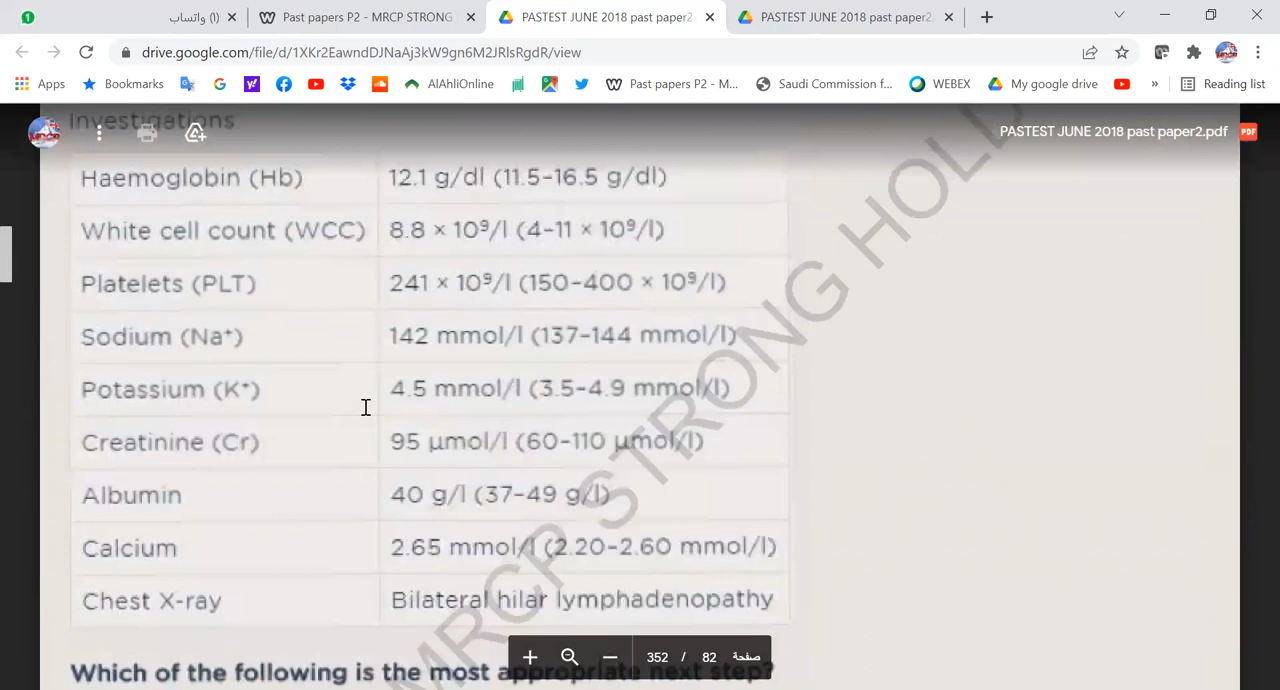 1
(1) واتساب
Past papers P2 - MRCP STRONG
PASTEST JUNE 2018 past paper2.
PASTEST JUNE 2018 past paper2.
drive.google.com/file/d/1XKr2EawndDJNaAj3kW9gn6M2JRIsRgdR/view
Apps
Bookmarks
AlAhliOnline
Past papers P2 - M...
Saudi Commission f...
WEBEX
My google drive
»
Reading list
PASTEST JUNE 2018 past paper2.pdf
PDF
Investigations:
Haemoglobin (Hb) 12.1 g/dl (11.5–16.5 g/dl)
White cell count (WCC) 8.8 × 10⁹/l (4–11 × 10⁹/l)
Platelets (PLT) 241 × 10⁹/l (150–400 × 10⁹/l)
Sodium (Na⁺) 142 mmol/l (137–144 mmol/l)
Potassium (K⁺) 4.5 mmol/l (3.5–4.9 mmol/l)
Creatinine (Cr) 95 µmol/l (60–110 µmol/l)
Albumin 40 g/l (37–49 g/l)
Calcium 2.65 mmol/l (2.20–2.60 mmol/l)
Chest X-ray Bilateral hilar lymphadenopathy
MRCP STRONG HOLD
352 / 82 صفحة
Which of the following is the most appropriate next step?